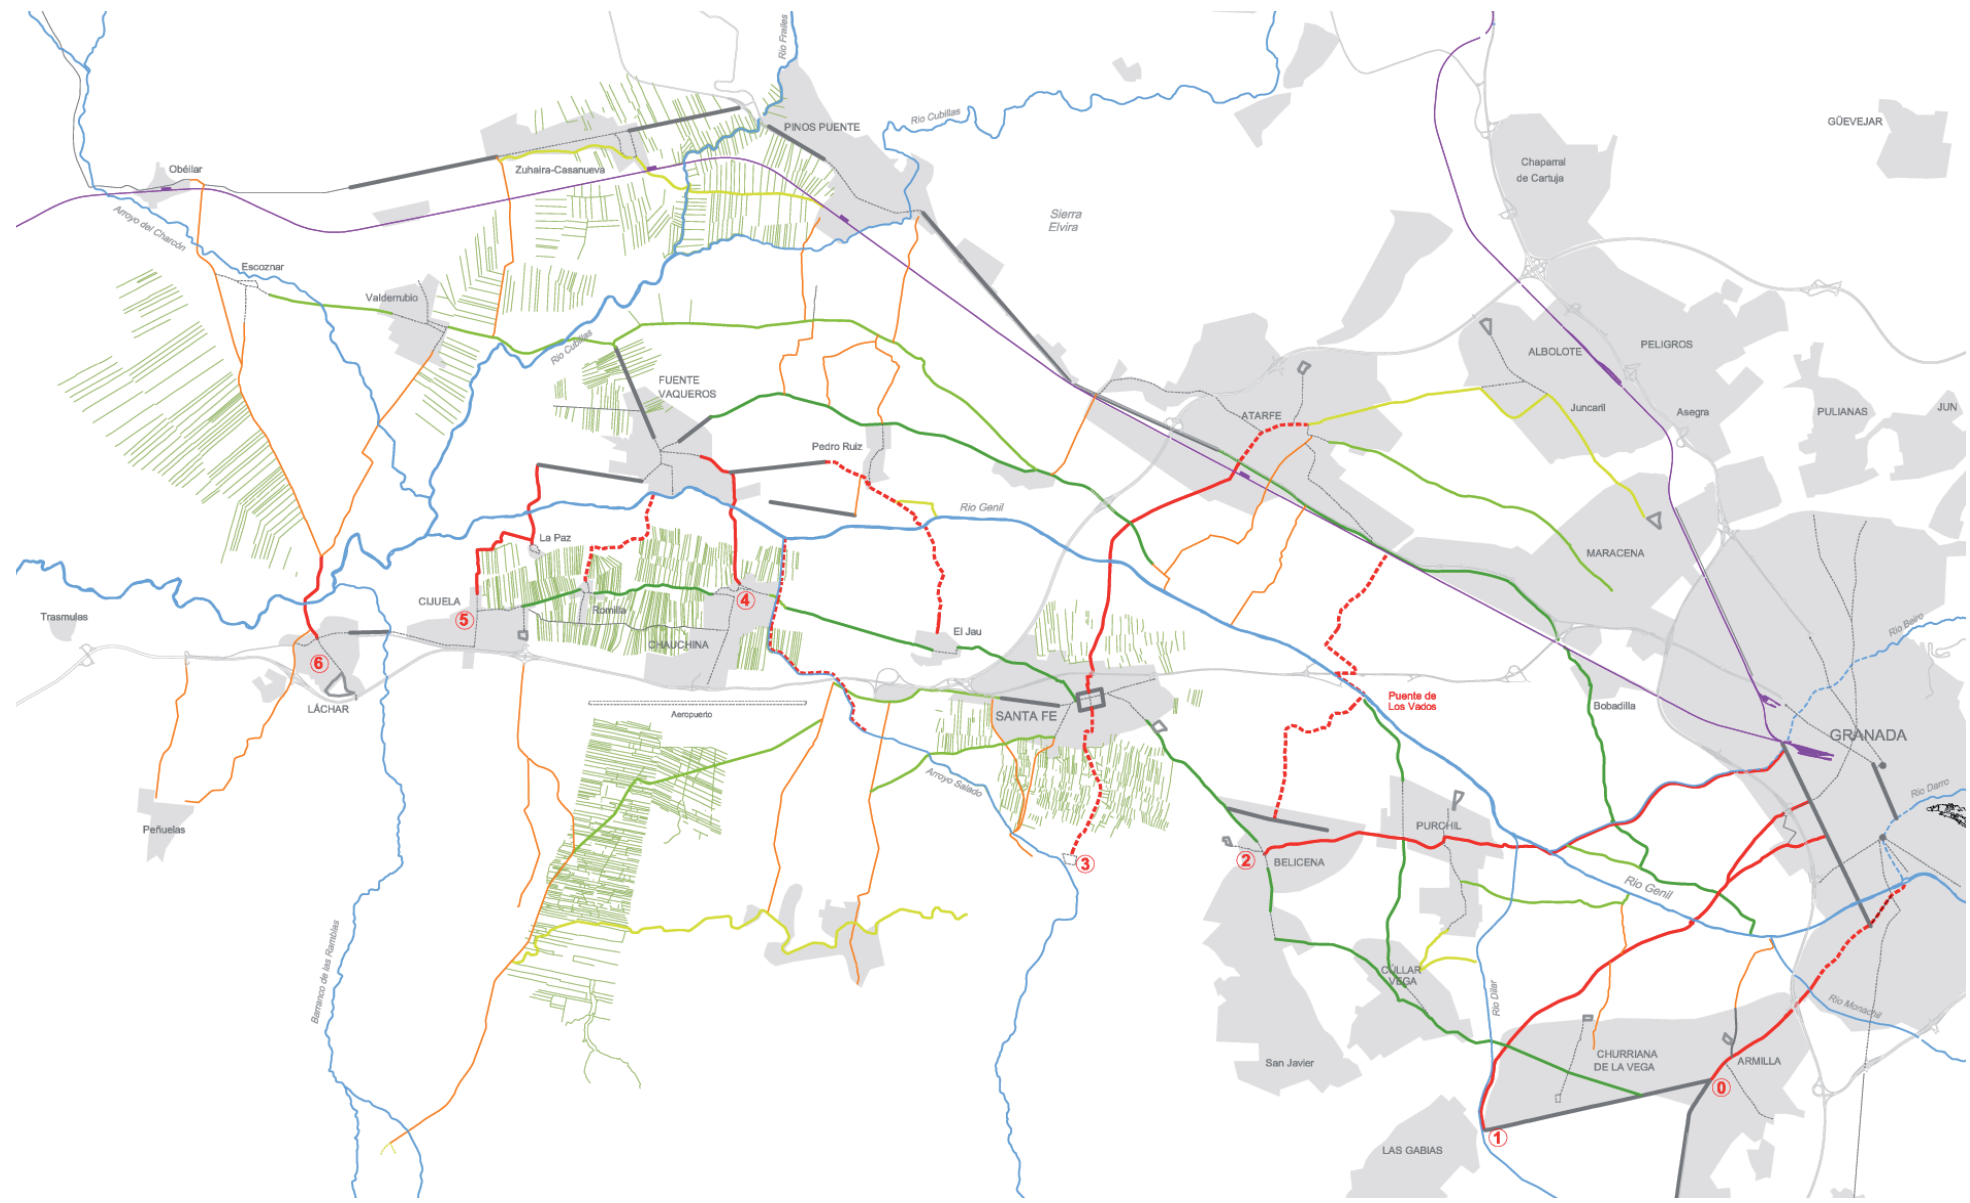 Río Frailes
Río Cubillas
PINOS PUENTE
GÜEVEJAR
Chaparral
de Cartuja
Obéilar
Zuhaira-Casanueva
Arroyo del Charcón
Sierra
Elvira
Escoznar
Valderrubio
Río Cubillas
FUENTE
VAQUEROS
ALBOLOTE
PELIGROS
Juncaril
Asegra
PULIANAS
JUN
ATARFE
Pedro Ruiz
Río Genil
La Paz
MARACENA
Trasmulas
CIJUELA
5
Romilla
4
CHAUCHINA
El Jau
Río Beiro
6
LÁCHAR
Aeropuerto
SANTA FE
Puente de
Los Vados
Bobadilla
GRANADA
Arroyo Salado
Río Darro
Peñuelas
3
2
BELICENA
PURCHIL
Río Genil
Barranco de las Ramblas
CÚLLAR
VEGA
Río Dílar
Río Monachil
San Javier
CHURRIANA
DE LA VEGA
ARMILLA
0
1
LAS GABIAS